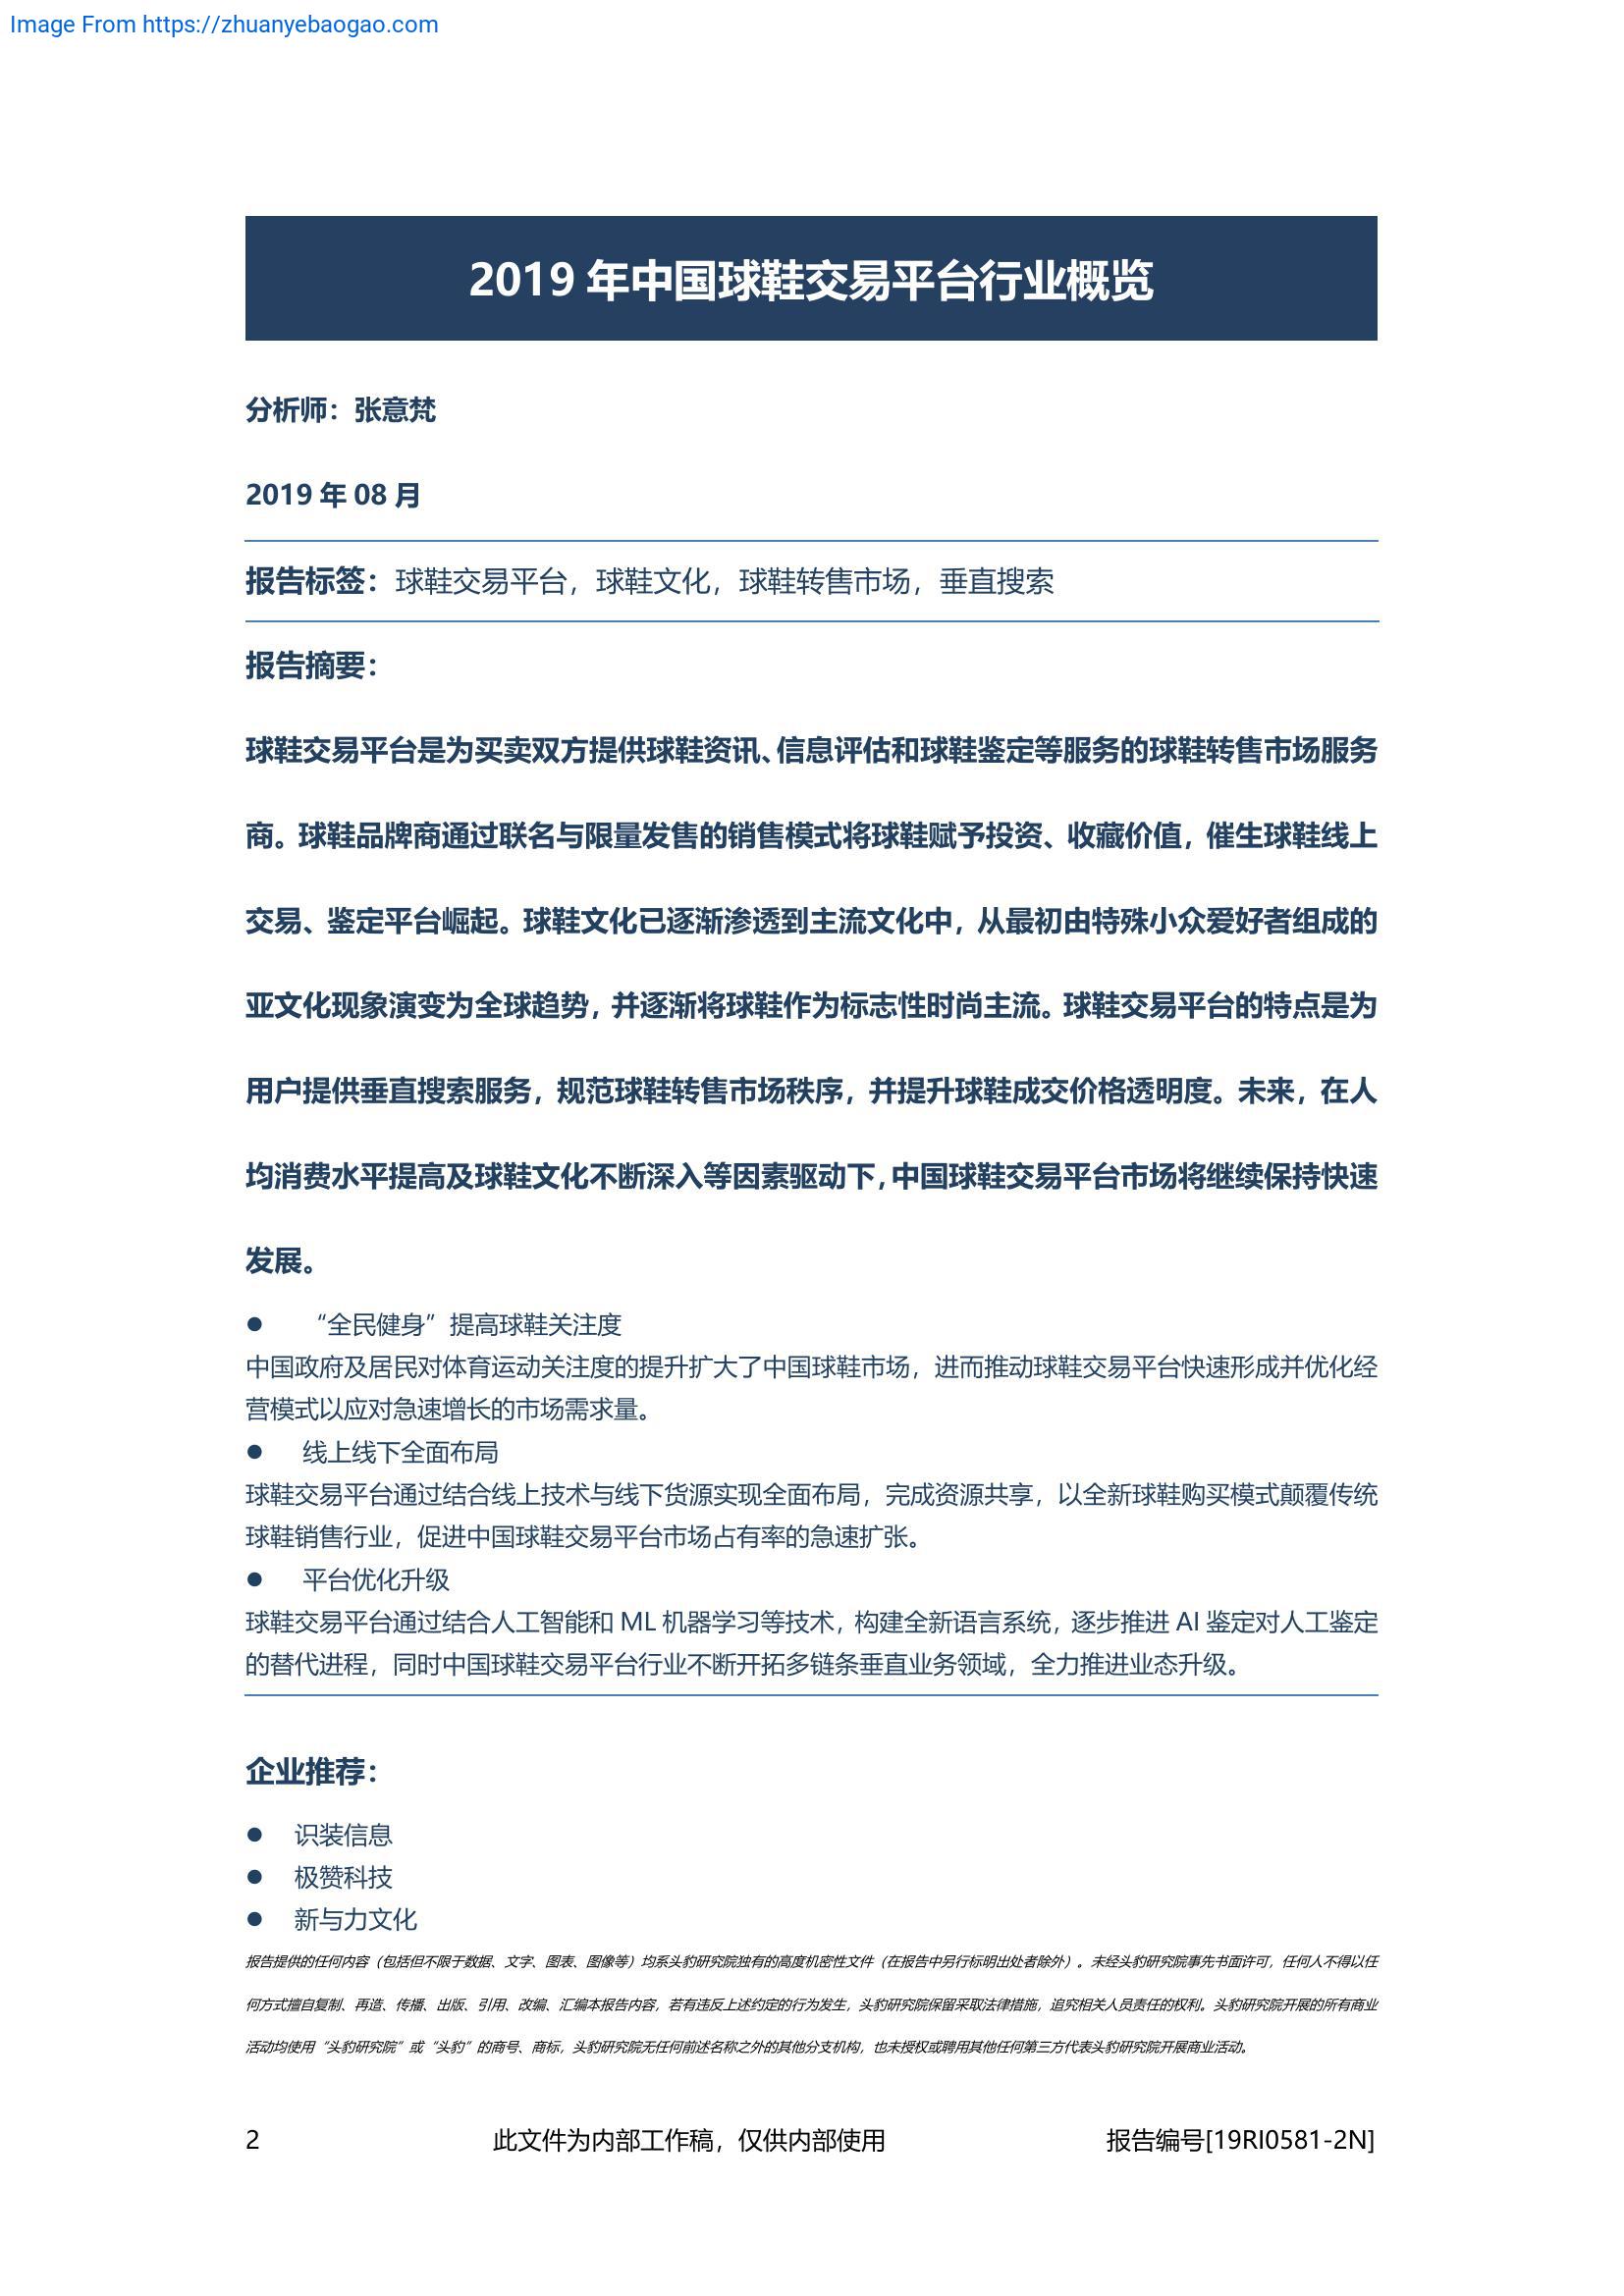 Image From https://zhuanyebaogao.com
2019 年中国球鞋交易平台行业概览
分析师：张意梵
2019 年 08 月
报告标签：球鞋交易平台，球鞋文化，球鞋转售市场，垂直搜索
报告摘要：
球鞋交易平台是为买卖双方提供球鞋资讯、信息评估和球鞋鉴定等服务的球鞋转售市场服务
商。球鞋品牌商通过联名与限量发售的销售模式将球鞋赋予投资、收藏价值，催生球鞋线上
交易、鉴定平台崛起。球鞋文化已逐渐渗透到主流文化中，从最初由特殊小众爱好者组成的
亚文化现象演变为全球趋势，并逐渐将球鞋作为标志性时尚主流。球鞋交易平台的特点是为
用户提供垂直搜索服务，规范球鞋转售市场秩序，并提升球鞋成交价格透明度。未来，在人
均消费水平提高及球鞋文化不断深入等因素驱动下，中国球鞋交易平台市场将继续保持快速
发展。
● “全民健身”提高球鞋关注度
中国政府及居民对体育运动关注度的提升扩大了中国球鞋市场，进而推动球鞋交易平台快速形成并优化经
营模式以应对急速增长的市场需求量。
● 线上线下全面布局
球鞋交易平台通过结合线上技术与线下货源实现全面布局，完成资源共享，以全新球鞋购买模式颠覆传统
球鞋销售行业，促进中国球鞋交易平台市场占有率的急速扩张。
● 平台优化升级
球鞋交易平台通过结合人工智能和 ML 机器学习等技术，构建全新语言系统，逐步推进 AI 鉴定对人工鉴定
的替代进程，同时中国球鞋交易平台行业不断开拓多链条垂直业务领域，全力推进业态升级。
企业推荐：
● 识装信息
● 极赞科技
● 新与力文化
报告提供的任何内容（包括但不限于数据、文字、图表、图像等）均系头豹研究院独有的高度机密性文件（在报告中另行标明出处者除外）。未经头豹研究院事先书面许可，任何人不得以任
何方式擅自复制、再造、传播、出版、引用、改编、汇编本报告内容，若有违反上述约定的行为发生，头豹研究院保留采取法律措施，追究相关人员责任的权利。头豹研究院开展的所有商业
活动均使用“头豹研究院”或“头豹”的商号、商标，头豹研究院无任何前述名称之外的其他分支机构，也未授权或聘用其他任何第三方代表头豹研究院开展商业活动。
2 此文件为内部工作稿，仅供内部使用 报告编号[19RI0581-2N]